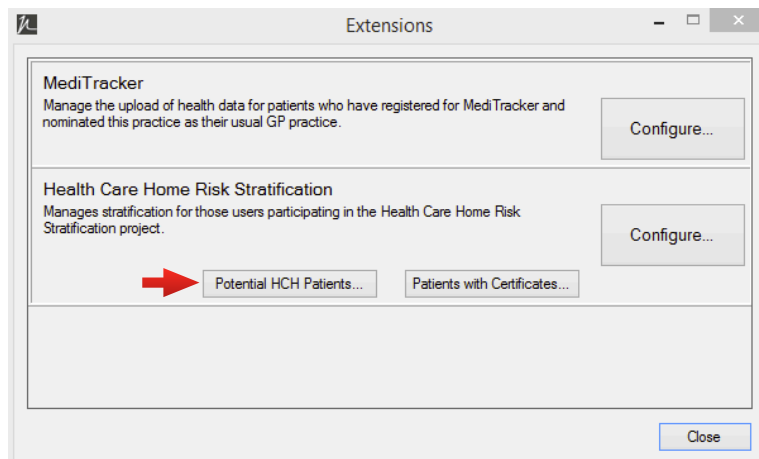 Extensions
MediTracker
Manage the upload of health data for patients who have registered for MediTracker and
nominated this practice as their usual GP practice.
Configure...
Health Care Home Risk Stratification
Manages stratification for those users participating in the Health Care Home Risk
Stratification project.
Configure...
Potential HCH Patients...
Patients with Certificates...
Close